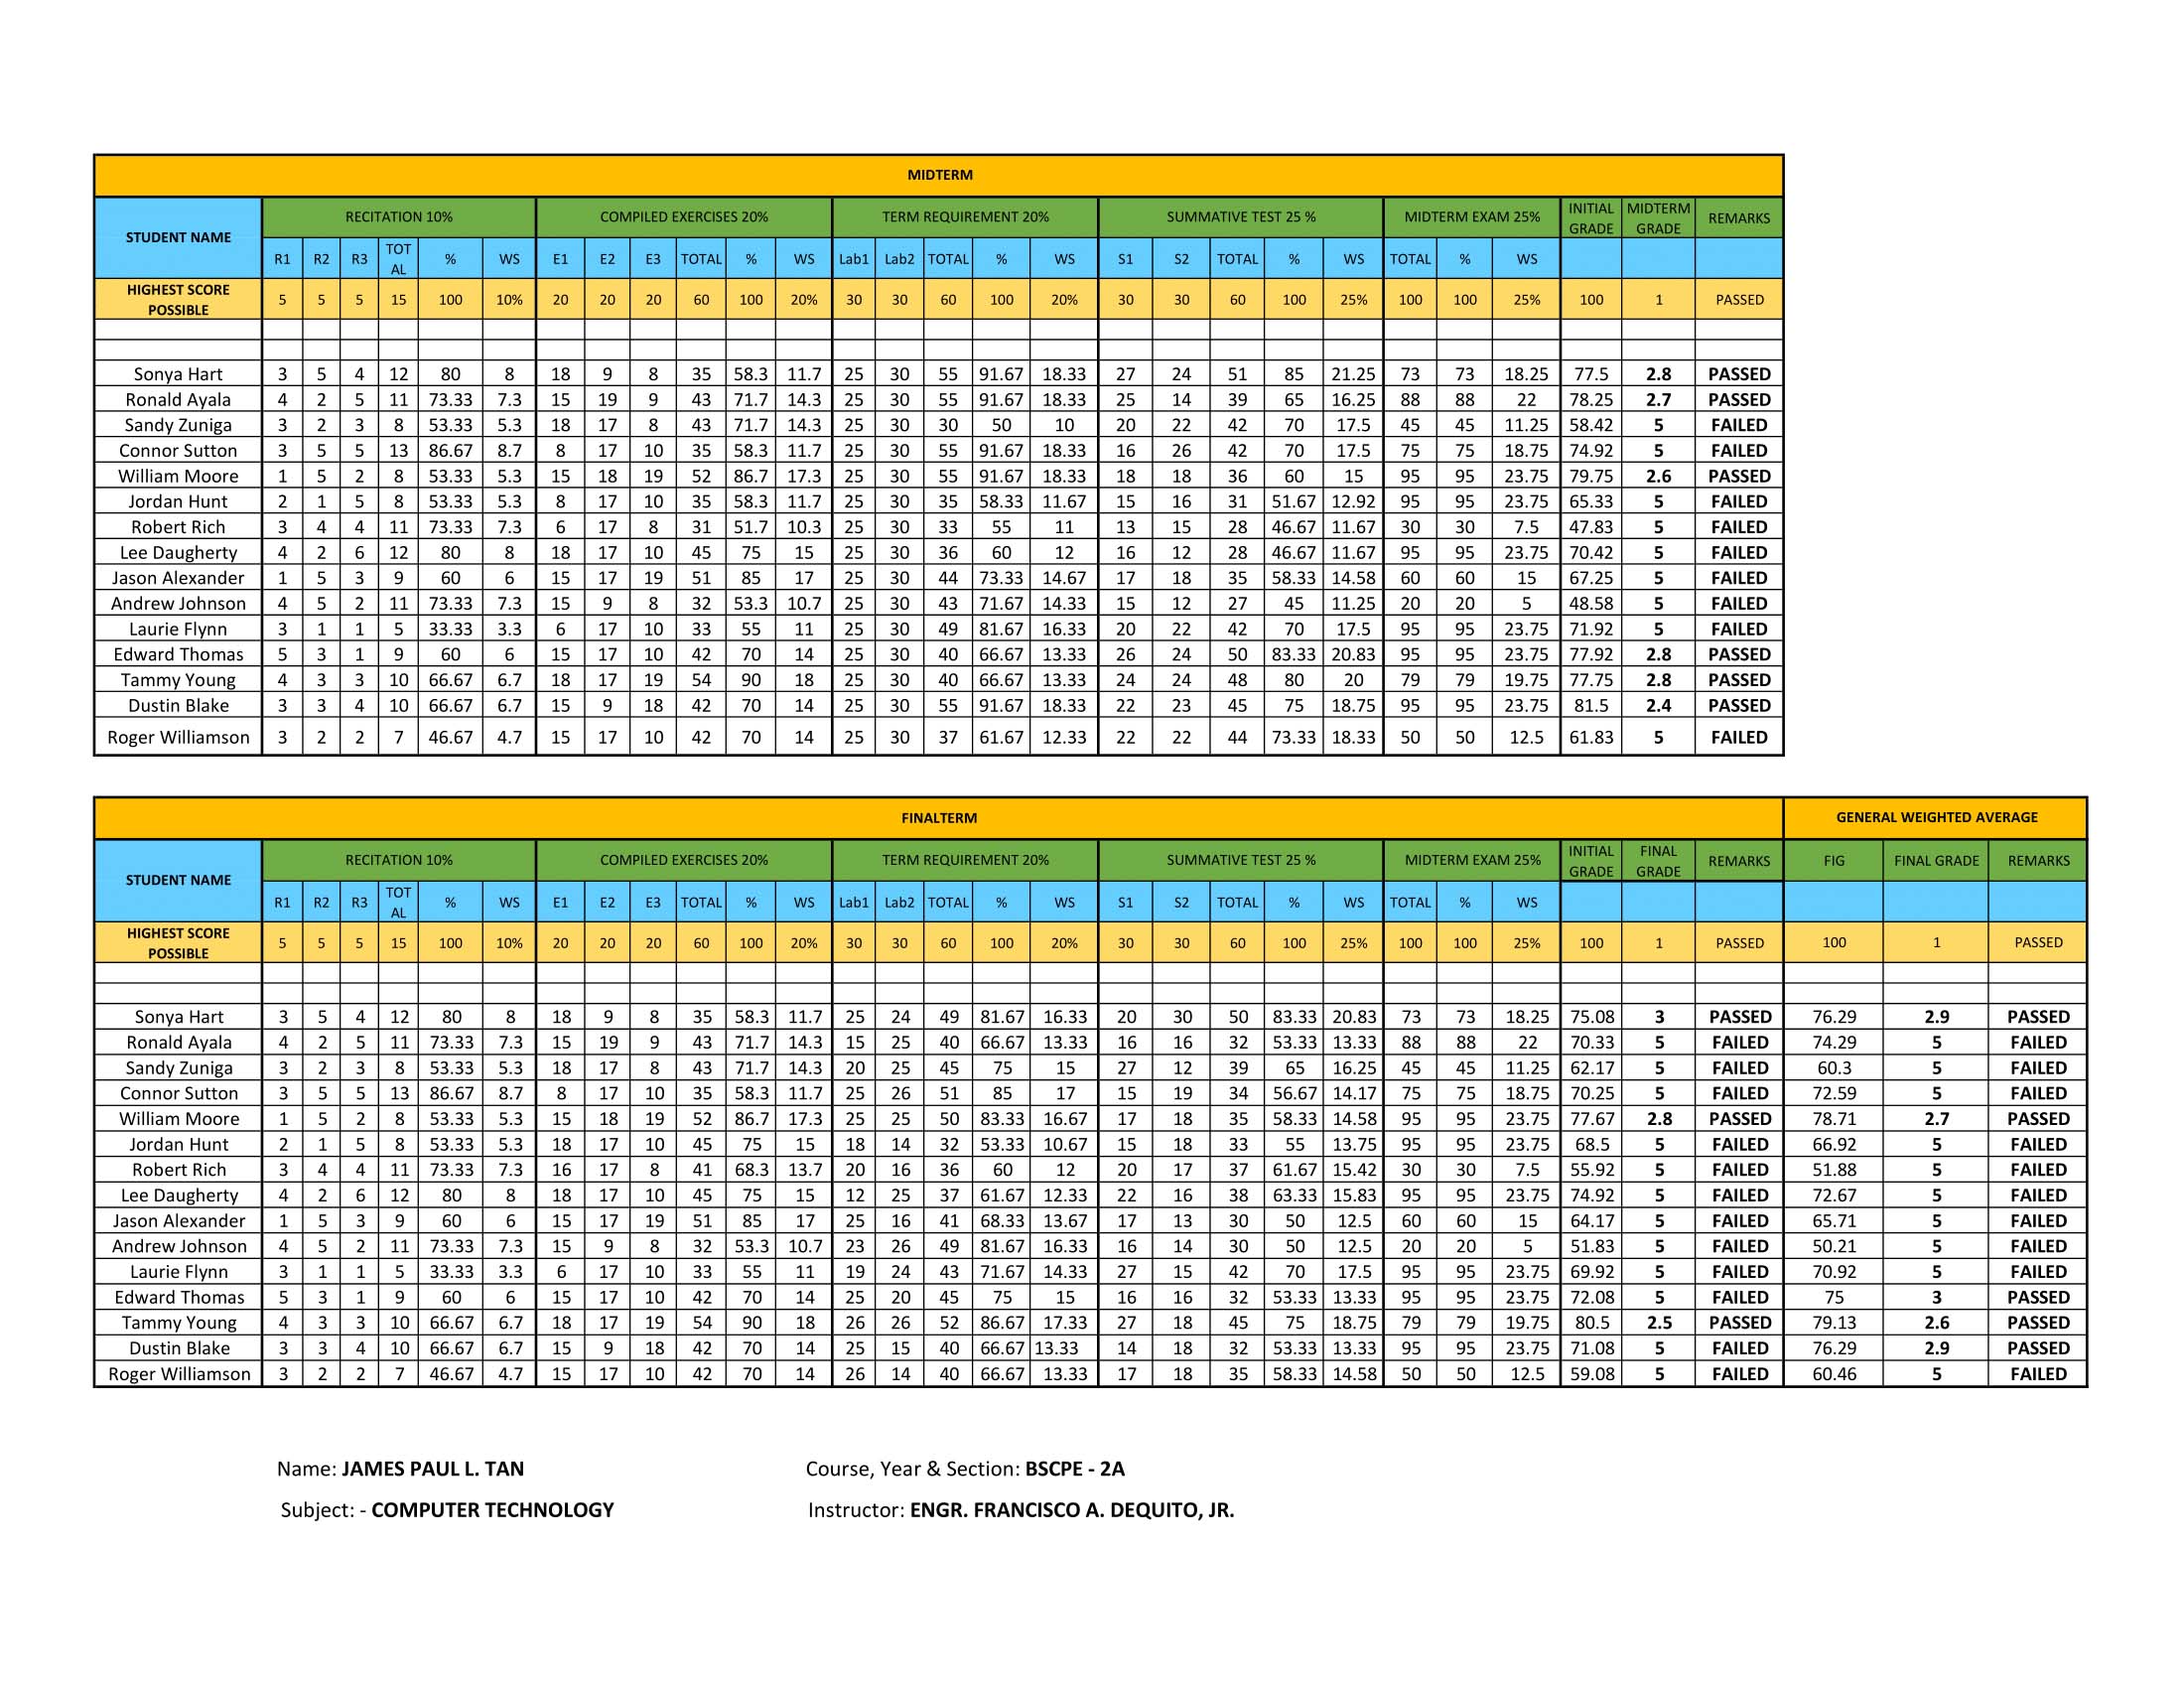 MIDTERM
STUDENT NAME RECITATION 10% COMPILED EXERCISES 20% TERM REQUIREMENT 20% SUMMATIVE TEST 25 % MIDTERM EXAM 25% INITIAL GRADE MIDTERM GRADE REMARKS
R1 R2 R3 TOTAL % WS E1 E2 E3 TOTAL % WS Lab1 Lab2 TOTAL % WS S1 S2 TOTAL % WS TOTAL % WS
HIGHEST SCORE POSSIBLE 5 5 5 15 100 10% 20 20 20 60 100 20% 30 30 60 100 20% 30 30 60 100 25% 100 100 25% 100 1 PASSED
Sonya Hart 3 5 4 12 80 8 18 9 8 35 58.3 11.7 25 30 55 91.67 18.33 27 24 51 85 21.25 73 73 18.25 77.5 2.8 PASSED
Ronald Ayala 4 2 5 11 73.33 7.3 15 19 9 43 71.7 14.3 25 30 55 91.67 18.33 25 14 39 65 16.25 88 88 22 78.25 2.7 PASSED
Sandy Zuniga 3 2 3 8 53.33 5.3 18 17 8 43 71.7 14.3 25 30 30 50 10 20 22 42 70 17.5 45 45 11.25 58.42 5 FAILED
Connor Sutton 3 5 5 13 86.67 8.7 8 17 10 35 58.3 11.7 25 30 55 91.67 18.33 16 26 42 70 17.5 75 75 18.75 74.92 5 FAILED
William Moore 1 5 2 8 53.33 5.3 15 18 19 52 86.7 17.3 25 30 55 91.67 18.33 18 18 36 60 15 95 95 23.75 79.75 2.6 PASSED
Jordan Hunt 2 1 5 8 53.33 5.3 8 17 10 35 58.3 11.7 25 30 35 58.33 11.67 15 16 31 51.67 12.92 95 95 23.75 65.33 5 FAILED
Robert Rich 3 4 4 11 73.33 7.3 6 17 8 31 51.7 10.3 25 30 33 55 11 13 15 28 46.67 11.67 30 30 7.5 47.83 5 FAILED
Lee Daugherty 4 2 6 12 80 8 18 17 10 45 75 15 25 30 36 60 12 16 12 28 46.67 11.67 95 95 23.75 70.42 5 FAILED
Jason Alexander 1 5 3 9 60 6 15 17 19 51 85 17 25 30 44 73.33 14.67 17 18 35 58.33 14.58 60 60 15 67.25 5 FAILED
Andrew Johnson 4 5 2 11 73.33 7.3 15 9 8 32 53.3 10.7 25 30 43 71.67 14.33 15 12 27 45 11.25 20 20 5 48.58 5 FAILED
Laurie Flynn 3 1 1 5 33.33 3.3 6 17 10 33 55 11 25 30 49 81.67 16.33 20 22 42 70 17.5 95 95 23.75 71.92 5 FAILED
Edward Thomas 5 3 1 9 60 6 15 17 10 42 70 14 25 30 40 66.67 13.33 26 24 50 83.33 20.83 95 95 23.75 77.92 2.8 PASSED
Tammy Young 4 3 3 10 66.67 6.7 18 17 19 54 90 18 25 30 40 66.67 13.33 24 24 48 80 20 79 79 19.75 77.75 2.8 PASSED
Dustin Blake 3 3 4 10 66.67 6.7 15 9 18 42 70 14 25 30 55 91.67 18.33 22 23 45 75 18.75 95 95 23.75 81.5 2.4 PASSED
Roger Williamson 3 2 2 7 46.67 4.7 15 17 10 42 70 14 25 30 37 61.67 12.33 22 22 44 73.33 18.33 50 50 12.5 61.83 5 FAILED
FINALTERM GENERAL WEIGHTED AVERAGE
STUDENT NAME RECITATION 10% COMPILED EXERCISES 20% TERM REQUIREMENT 20% SUMMATIVE TEST 25 % MIDTERM EXAM 25% INITIAL GRADE FINAL GRADE REMARKS FIG FINAL GRADE REMARKS
R1 R2 R3 TOTAL % WS E1 E2 E3 TOTAL % WS Lab1 Lab2 TOTAL % WS S1 S2 TOTAL % WS TOTAL % WS
HIGHEST SCORE POSSIBLE 5 5 5 15 100 10% 20 20 20 60 100 20% 30 30 60 100 20% 30 30 60 100 25% 100 100 25% 100 1 PASSED 100 1 PASSED
Sonya Hart 3 5 4 12 80 8 18 9 8 35 58.3 11.7 25 24 49 81.67 16.33 20 30 50 83.33 20.83 73 73 18.25 75.08 3 PASSED 76.29 2.9 PASSED
Ronald Ayala 4 2 5 11 73.33 7.3 15 19 9 43 71.7 14.3 15 25 40 66.67 13.33 16 16 32 53.33 13.33 88 88 22 70.33 5 FAILED 74.29 5 FAILED
Sandy Zuniga 3 2 3 8 53.33 5.3 18 17 8 43 71.7 14.3 20 25 45 75 15 27 12 39 65 16.25 45 45 11.25 62.17 5 FAILED 60.3 5 FAILED
Connor Sutton 3 5 5 13 86.67 8.7 8 17 10 35 58.3 11.7 25 26 51 85 17 15 19 34 56.67 14.17 75 75 18.75 70.25 5 FAILED 72.59 5 FAILED
William Moore 1 5 2 8 53.33 5.3 15 18 19 52 86.7 17.3 25 25 50 83.33 16.67 17 18 35 58.33 14.58 95 95 23.75 77.67 2.8 PASSED 78.71 2.7 PASSED
Jordan Hunt 2 1 5 8 53.33 5.3 18 17 10 45 75 15 18 14 32 53.33 10.67 15 18 33 55 13.75 95 95 23.75 68.5 5 FAILED 66.92 5 FAILED
Robert Rich 3 4 4 11 73.33 7.3 16 17 8 41 68.3 13.7 20 16 36 60 12 20 17 37 61.67 15.42 30 30 7.5 55.92 5 FAILED 51.88 5 FAILED
Lee Daugherty 4 2 6 12 80 8 18 17 10 45 75 15 12 25 37 61.67 12.33 22 16 38 63.33 15.83 95 95 23.75 74.92 5 FAILED 72.67 5 FAILED
Jason Alexander 1 5 3 9 60 6 15 17 19 51 85 17 25 16 41 68.33 13.67 17 13 30 50 12.5 60 60 15 64.17 5 FAILED 65.71 5 FAILED
Andrew Johnson 4 5 2 11 73.33 7.3 15 9 8 32 53.3 10.7 23 26 49 81.67 16.33 16 14 30 50 12.5 20 20 5 51.83 5 FAILED 50.21 5 FAILED
Laurie Flynn 3 1 1 5 33.33 3.3 6 17 10 33 55 11 19 24 43 71.67 14.33 27 15 42 70 17.5 95 95 23.75 69.92 5 FAILED 70.92 5 FAILED
Edward Thomas 5 3 1 9 60 6 15 17 10 42 70 14 25 20 45 75 15 16 16 32 53.33 13.33 95 95 23.75 72.08 5 FAILED 75 3 PASSED
Tammy Young 4 3 3 10 66.67 6.7 18 17 19 54 90 18 26 26 52 86.67 17.33 27 18 45 75 18.75 79 79 19.75 80.5 2.5 PASSED 79.13 2.6 PASSED
Dustin Blake 3 3 4 10 66.67 6.7 15 9 18 42 70 14 25 15 40 66.67 13.33 14 18 32 53.33 13.33 95 95 23.75 71.08 5 FAILED 76.29 2.9 PASSED
Roger Williamson 3 2 2 7 46.67 4.7 15 17 10 42 70 14 26 14 40 66.67 13.33 17 18 35 58.33 14.58 50 50 12.5 59.08 5 FAILED 60.46 5 FAILED
Name: JAMES PAUL L. TAN Course, Year & Section: BSCPE - 2A
Subject: - COMPUTER TECHNOLOGY Instructor: ENGR. FRANCISCO A. DEQUITO, JR.